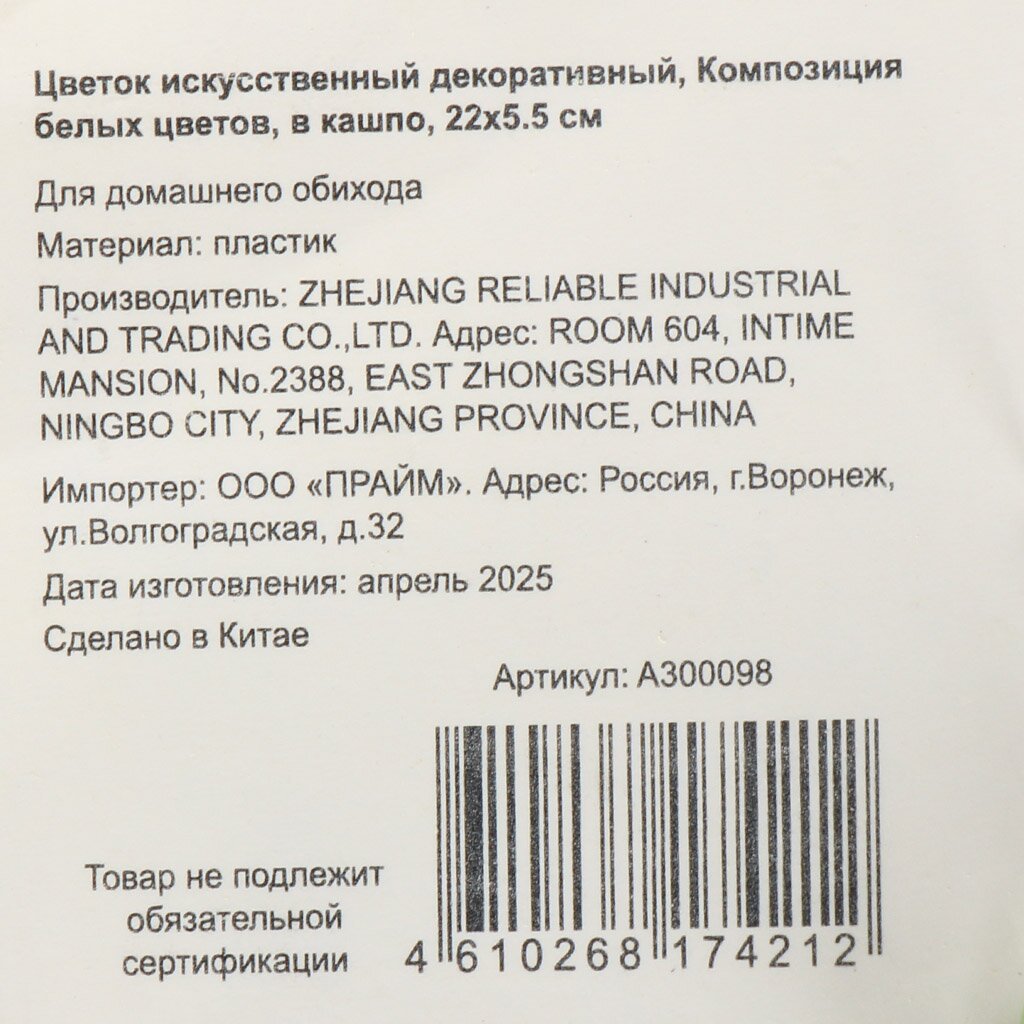 Цветок искусственный декоративный, Композиция
белых цветов, в кашпо, 22х5.5 см
Для домашнего обихода
Материал: пластик
Производитель: ZHEJIANG RELIABLE INDUSTRIAL
AND TRADING CO.,LTD. Адрес: ROOM 604, INTIME
MANSION, No.2388, EAST ZHONGSHAN ROAD,
NINGBO CITY, ZHEJIANG PROVINCE, CHINA
Импортер: ООО «ПРАЙМ». Адрес: Россия, г.Воронеж,
ул.Волгоградская, д.32
Дата изготовления: апрель 2025
Сделано в Китае
Артикул: А300098
Товар не подлежит
обязательной
сертификации
4 610268 174212